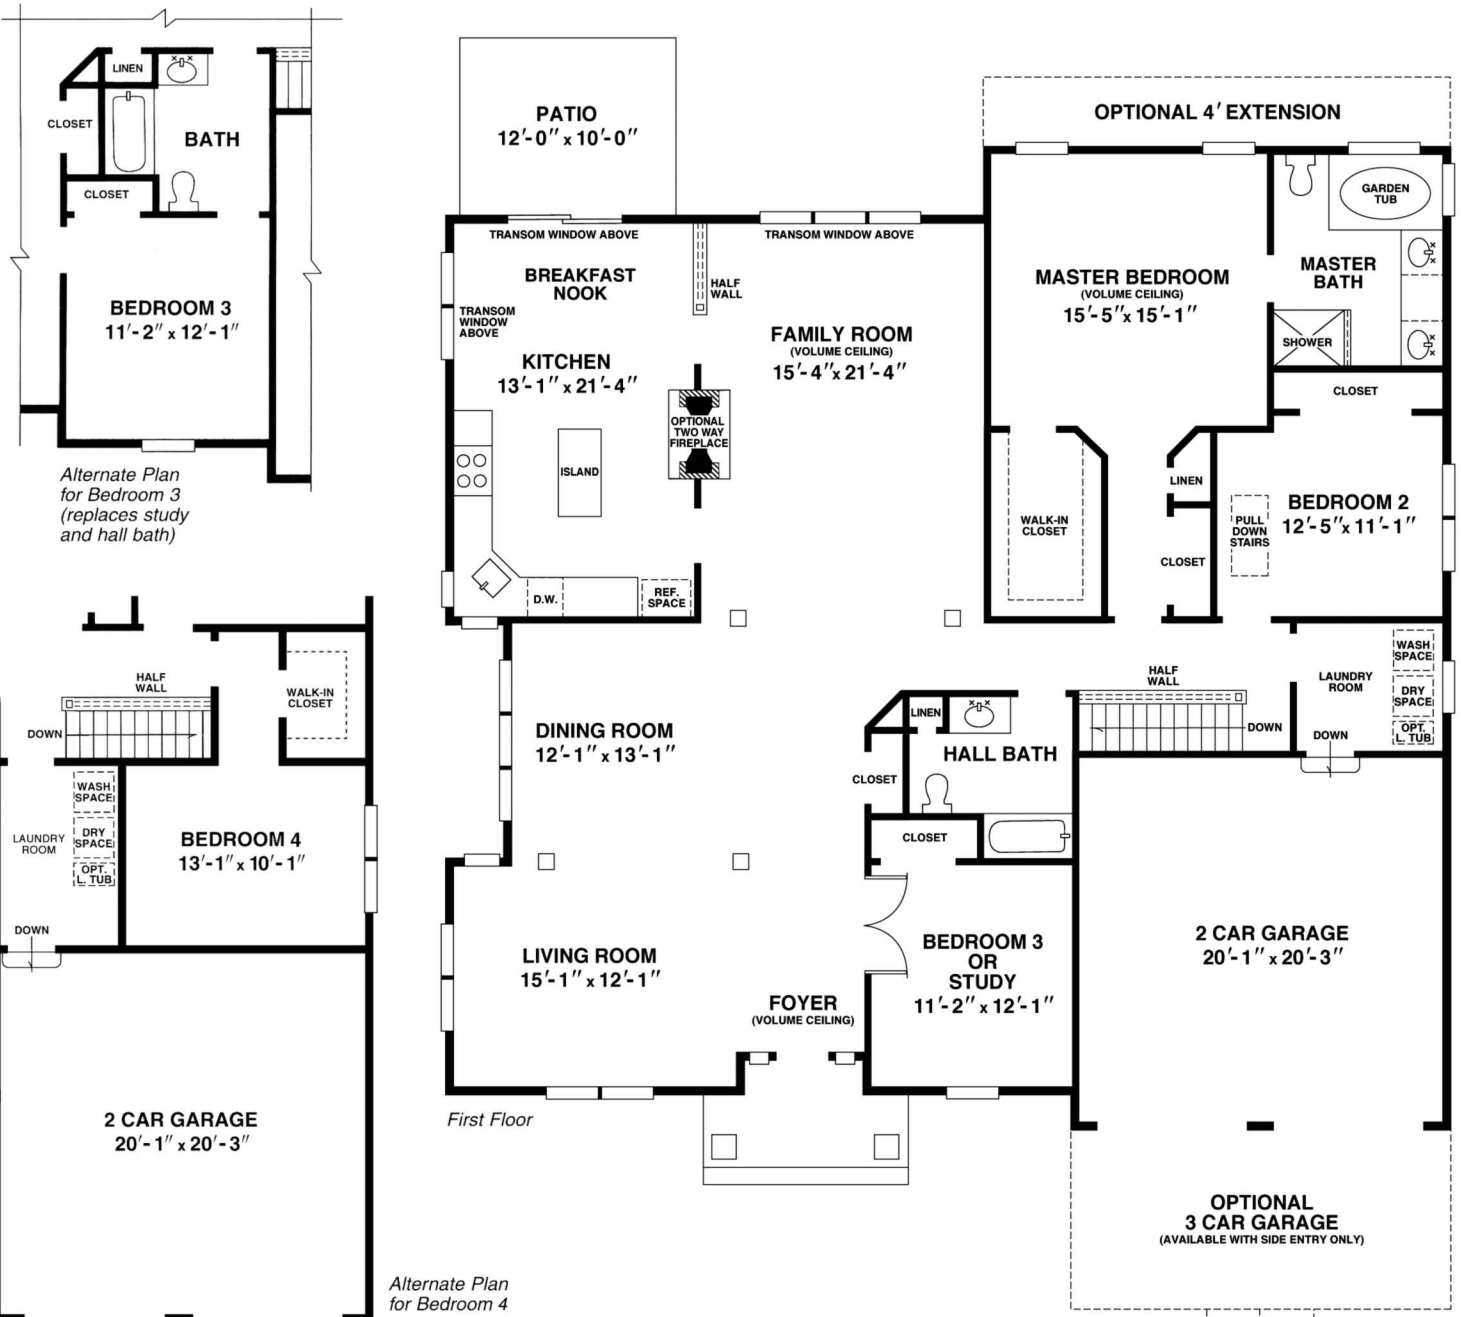 LINEN
CLOSET
BATH
CLOSET
BEDROOM 3
11'-2" x 12'-1"
Alternate Plan
for Bedroom 3
(replaces study
and hall bath)
HALF
WALL
WALK-IN
CLOSET
DOWN
WASH
SPACE
LAUNDRY
ROOM
DRY
SPACE
OPT.
L. TUB
BEDROOM 4
13'-1" x 10'-1"
DOWN
2 CAR GARAGE
20'-1" x 20'-3"
Alternate Plan
for Bedroom 4
PATIO
12'-0" x 10'-0"
TRANSOM WINDOW ABOVE
TRANSOM WINDOW ABOVE
BREAKFAST
NOOK
HALF
WALL
TRANSOM
WINDOW
ABOVE
FAMILY ROOM
(VOLUME CEILING)
15'-4" x 21'-4"
KITCHEN
13'-1" x 21'-4"
OPTIONAL
TWO WAY
FIREPLACE
ISLAND
D.W.
REF.
SPACE
OPTIONAL 4' EXTENSION
MASTER BEDROOM
(VOLUME CEILING)
15'-5" x 15'-1"
GARDEN
TUB
MASTER
BATH
SHOWER
CLOSET
LINEN
WALK-IN
CLOSET
BEDROOM 2
12'-5" x 11'-1"
PULL
DOWN
STAIRS
CLOSET
HALF
WALL
DOWN
LAUNDRY
ROOM
WASH
SPACE
DRY
SPACE
OPT.
L. TUB
DOWN
DINING ROOM
12'-1" x 13'-1"
LINEN
HALL BATH
CLOSET
CLOSET
LIVING ROOM
15'-1" x 12'-1"
BEDROOM 3
OR
STUDY
11'-2" x 12'-1"
FOYER
(VOLUME CEILING)
2 CAR GARAGE
20'-1" x 20'-3"
First Floor
OPTIONAL
3 CAR GARAGE
(AVAILABLE WITH SIDE ENTRY ONLY)